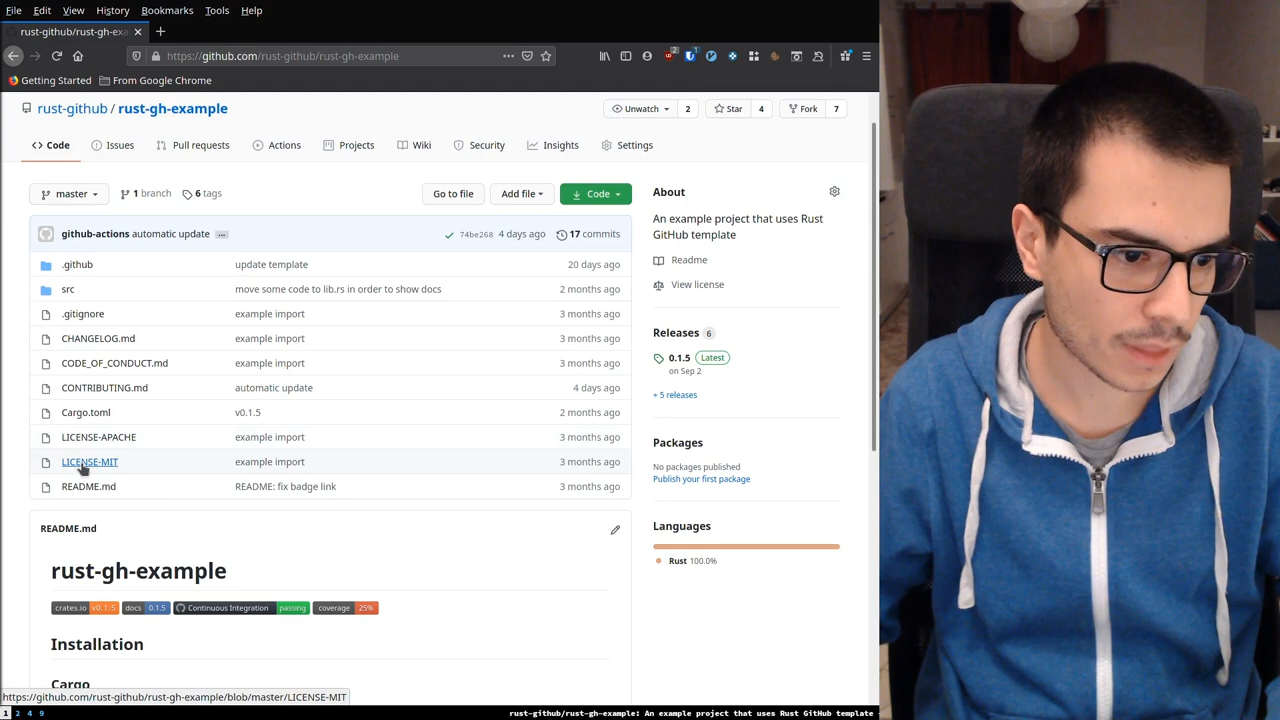 File Edit View History Bookmarks Tools Help
rust-github/rust-gh-exa
https://github.com/rust-github/rust-gh-example
2 1
Getting Started From Google Chrome
rust-github / rust-gh-example
Unwatch 2 Star 4 Fork 7
Code Issues Pull requests Actions Projects Wiki Security Insights Settings
master 1 branch 6 tags Go to file Add file Code
github-actions automatic update ... 74be268 4 days ago 17 commits
.github update template 20 days ago
src move some code to lib.rs in order to show docs 2 months ago
.gitignore example import 3 months ago
CHANGELOG.md example import 3 months ago
CODE_OF_CONDUCT.md example import 3 months ago
CONTRIBUTING.md automatic update 4 days ago
Cargo.toml v0.1.5 2 months ago
LICENSE-APACHE example import 3 months ago
LICENSE-MIT example import 3 months ago
README.md README: fix badge link 3 months ago
About
An example project that uses Rust
GitHub template
Readme
View license
Releases 6
0.1.5 Latest
on Sep 2
+ 5 releases
Packages
No packages published
Publish your first package
Languages
Rust 100.0%
README.md
rust-gh-example
crates.io v0.1.5 docs 0.1.5 Continuous Integration passing coverage 25%
Installation
Cargo
https://github.com/rust-github/rust-gh-example/blob/master/LICENSE-MIT
1 2 4 9 rust-github/rust-gh-example: An example project that uses Rust GitHub template